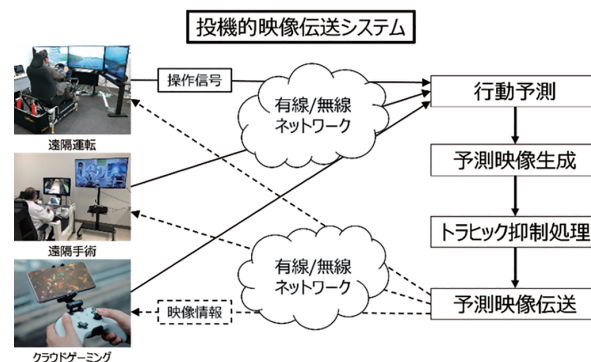 投機的映像伝送システム
操作信号
有線/無線
ネットワーク
行動予測
遠隔運転
予測映像生成
遠隔手術
トラヒック抑制処理
有線/無線
ネットワーク
映像情報
予測映像伝送
クラウドゲーミング